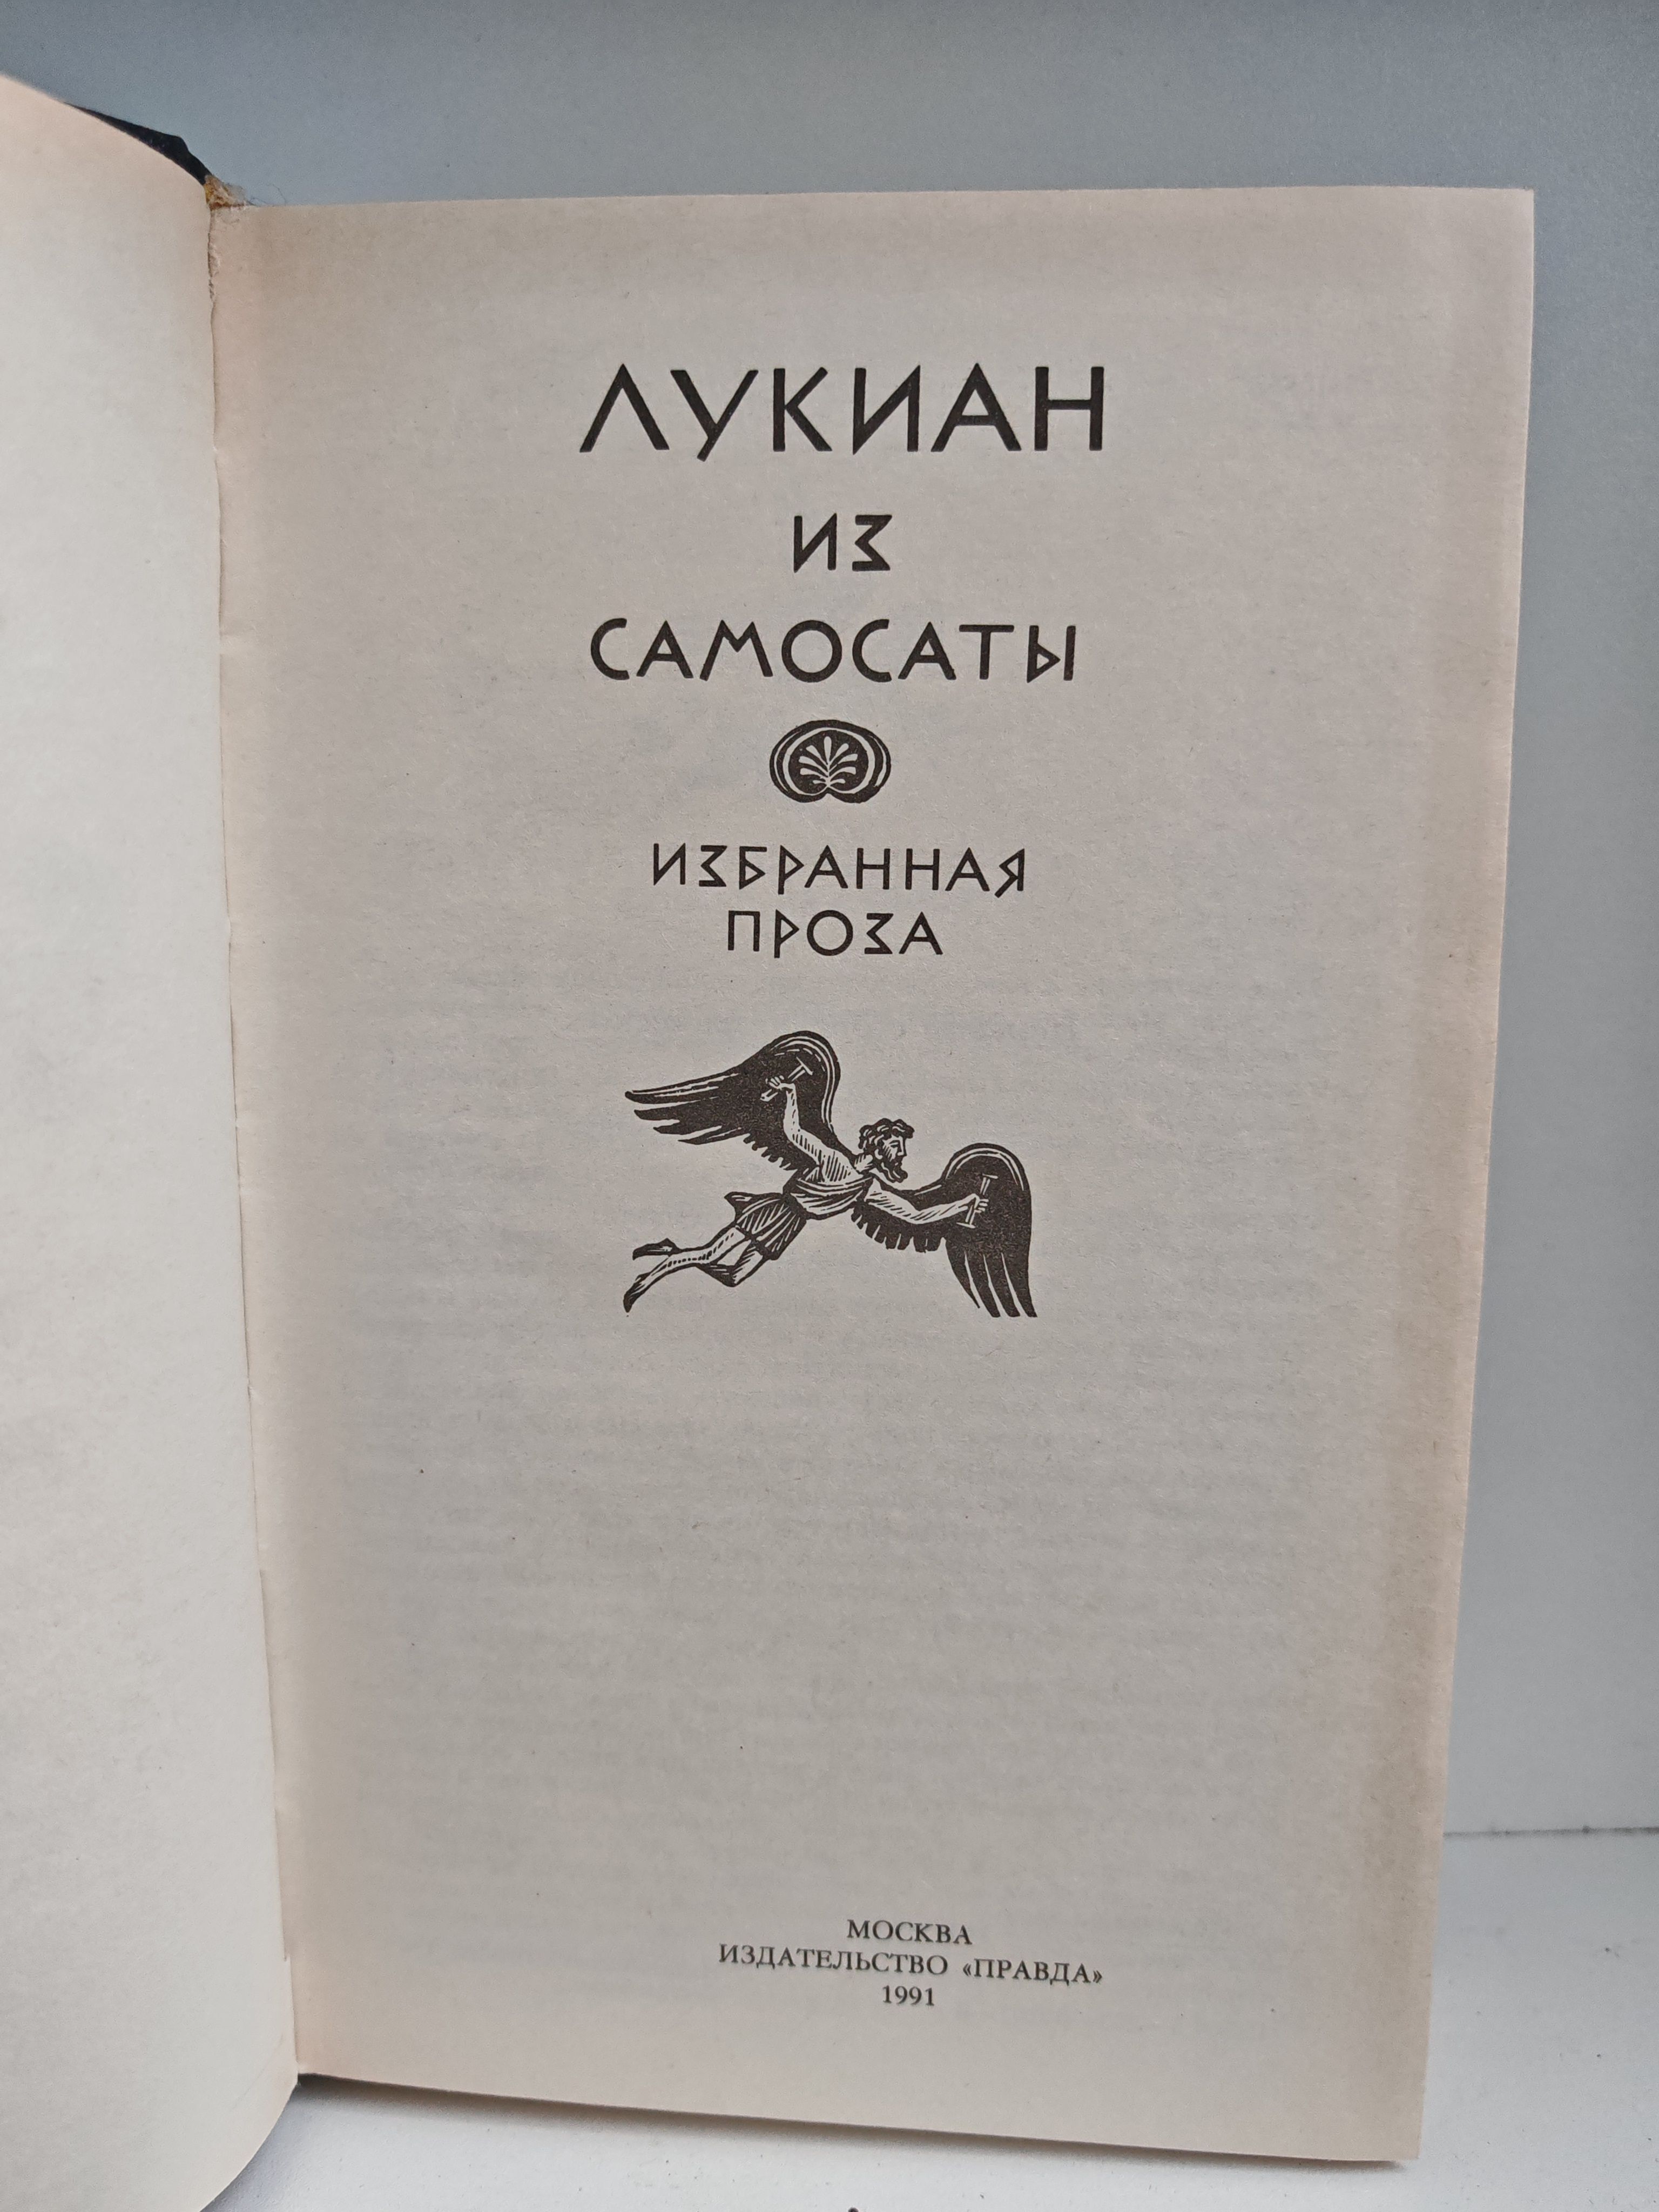 ЛУКИАН
ИЗ
САМОСАТЫ
ИЗБРАННАЯ
ПРОЗА
МОСКВА
ИЗДАТЕЛЬСТВО «ПРАВДА»
1991